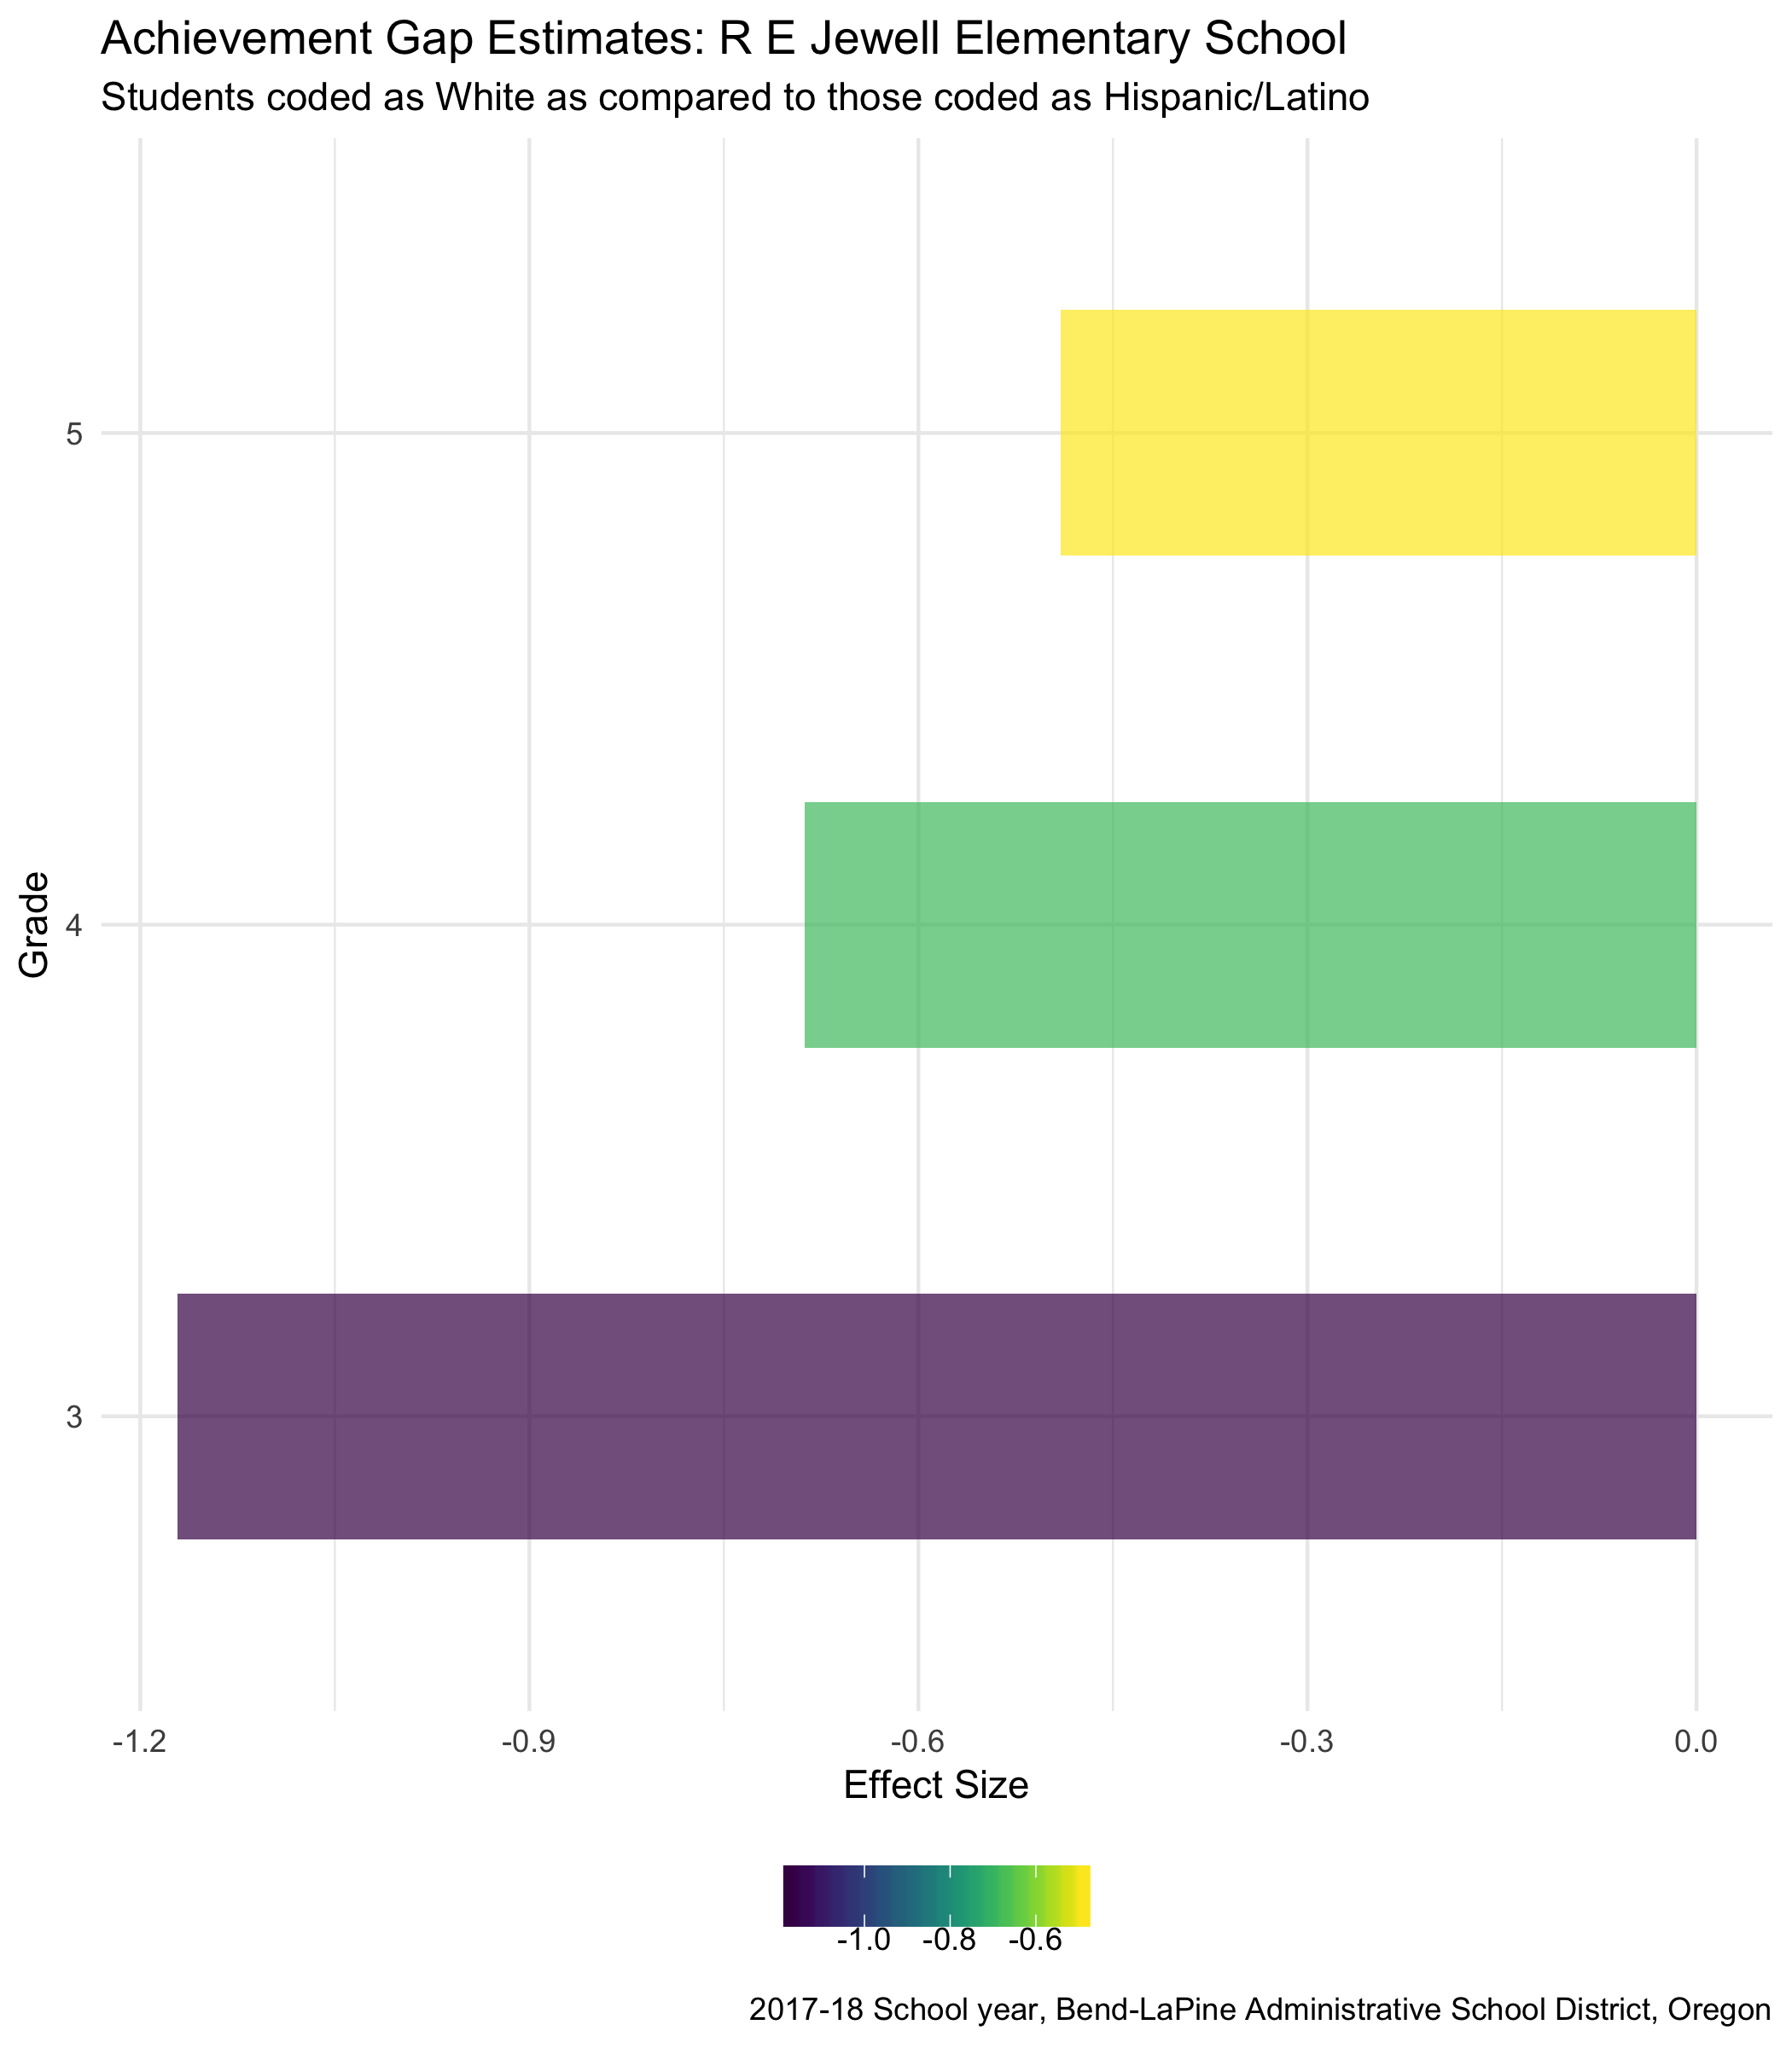 Achievement Gap Estimates: R E Jewell Elementary School
Students coded as White as compared to those coded as Hispanic/Latino
Grade
5
4
3
-1.2 -0.9 -0.6 -0.3 0.0
Effect Size
-1.0 -0.8 -0.6
2017-18 School year, Bend-LaPine Administrative School District, Oregon